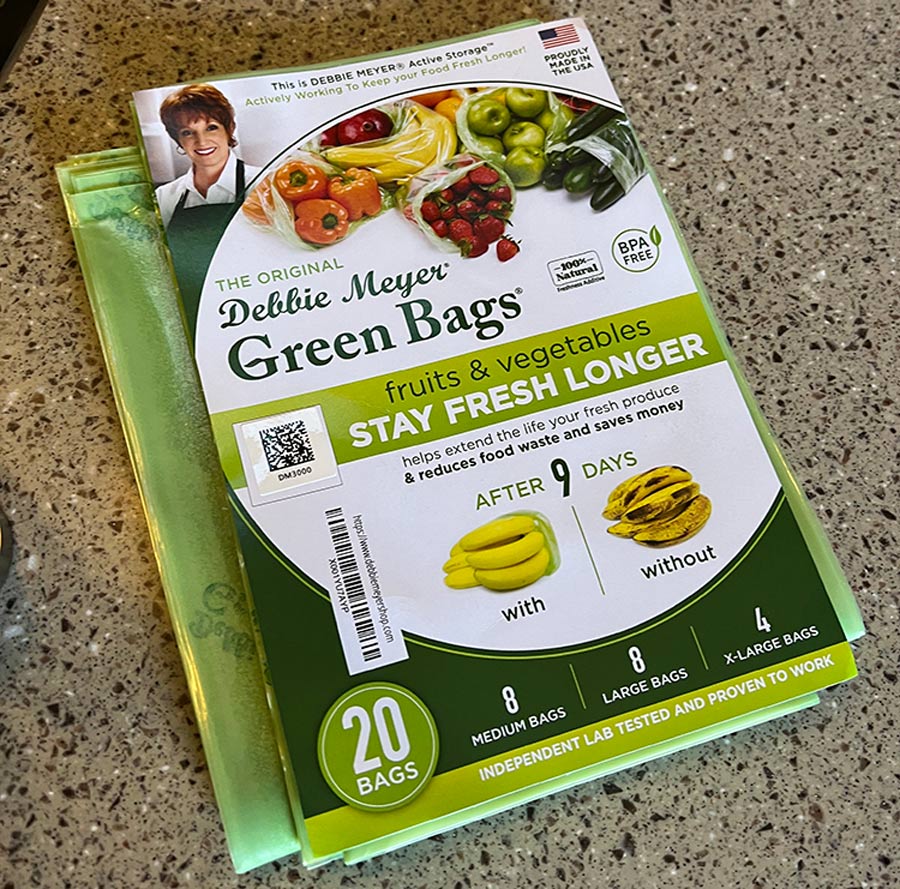 This is DEBBIE MEYER® Active Storage™
Actively Working To Keep your Food Fresh Longer!
PROUDLY
MADE IN
THE USA
THE ORIGINAL
Debbie Meyer®
Green Bags®
100%
Natural
Freshness Additive
BPA
FREE
fruits & vegetables
STAY FRESH LONGER
helps extend the life your fresh produce
& reduces food waste and saves money
DM3000
AFTER 9 DAYS
with
without
https://www.debbiemeyershop.com
X001YU7AYP
20
BAGS
8
MEDIUM BAGS
8
LARGE BAGS
4
X-LARGE BAGS
INDEPENDENT LAB TESTED AND PROVEN TO WORK